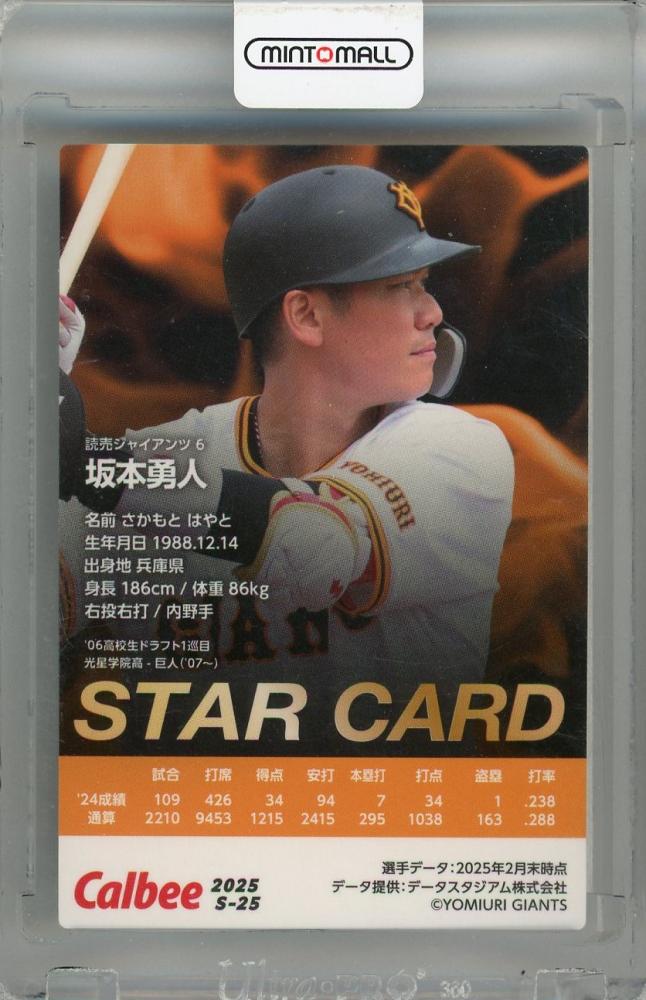 MINTOMALL
読売ジャイアンツ 6
坂本勇人
名前 さかもと はやと
生年月日 1988.12.14
出身地 兵庫県
身長 186cm / 体重 86kg
右投右打 / 内野手
'06高校生ドラフト1巡目
光星学院高 - 巨人('07~)
YOMIURI
STAR CARD
試合 打席 得点 安打 本塁打 打点 盗塁 打率
'24成績 109 426 34 94 7 34 1 .238
通算 2210 9453 1215 2415 295 1038 163 .288
Calbee 2025
S-25
選手データ:2025年2月末時点
データ提供:データスタジアム株式会社
©YOMIURI GIANTS
Ultra·PRO® 360